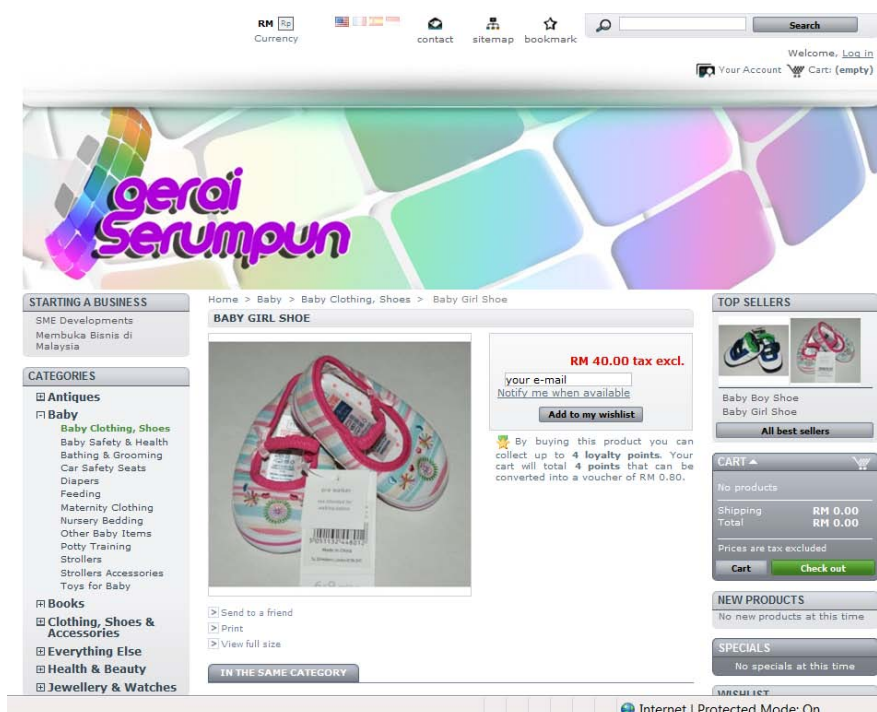 RM Rp
Currency
contact
sitemap
bookmark
Search
Welcome, Log in
Your Account Cart: (empty)
gerai
Serumpun
STARTING A BUSINESS
SME Developments
Membuka Bisnis di
Malaysia
CATEGORIES
Antiques
Baby
Baby Clothing, Shoes
Baby Safety & Health
Bathing & Grooming
Car Safety Seats
Diapers
Feeding
Maternity Clothing
Nursery Bedding
Other Baby Items
Potty Training
Strollers
Strollers Accessories
Toys for Baby
Books
Clothing, Shoes &
Accessories
Everything Else
Health & Beauty
Jewellery & Watches
Home > Baby > Baby Clothing, Shoes > Baby Girl Shoe
BABY GIRL SHOE
pre walker
Made in China
6-9
Send to a friend
Print
View full size
IN THE SAME CATEGORY
RM 40.00 tax excl.
your e-mail
Notify me when available
Add to my wishlist
By buying this product you can
collect up to 4 loyalty points. Your
cart will total 4 points that can be
converted into a voucher of RM 0.80.
TOP SELLERS
Baby Boy Shoe
Baby Girl Shoe
All best sellers
CART
No products
Shipping RM 0.00
Total RM 0.00
Prices are tax excluded
Cart
Check out
NEW PRODUCTS
No new products at this time
SPECIALS
No specials at this time
WISHLIST
Internet | Protected Mode: On